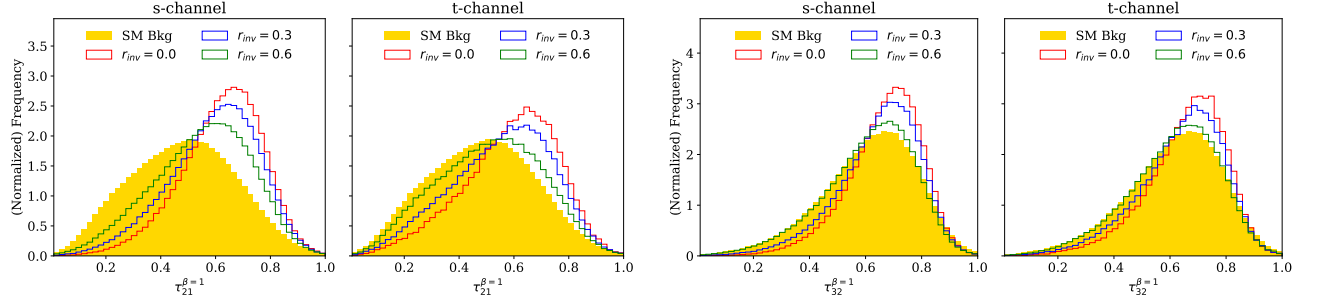 s-channel
t-channel
s-channel
t-channel
SM Bkg
r_inv = 0.0
r_inv = 0.3
r_inv = 0.6
SM Bkg
r_inv = 0.0
r_inv = 0.3
r_inv = 0.6
SM Bkg
r_inv = 0.0
r_inv = 0.3
r_inv = 0.6
SM Bkg
r_inv = 0.0
r_inv = 0.3
r_inv = 0.6
(Normalized) Frequency
3.5
3.0
2.5
2.0
1.5
1.0
0.5
0.0
(Normalized) Frequency
4
3
2
1
0
0.2 0.4 0.6 0.8 1.0
0.2 0.4 0.6 0.8 1.0
0.2 0.4 0.6 0.8 1.0
0.2 0.4 0.6 0.8 1.0
τ_21^β=1
τ_21^β=1
τ_32^β=1
τ_32^β=1